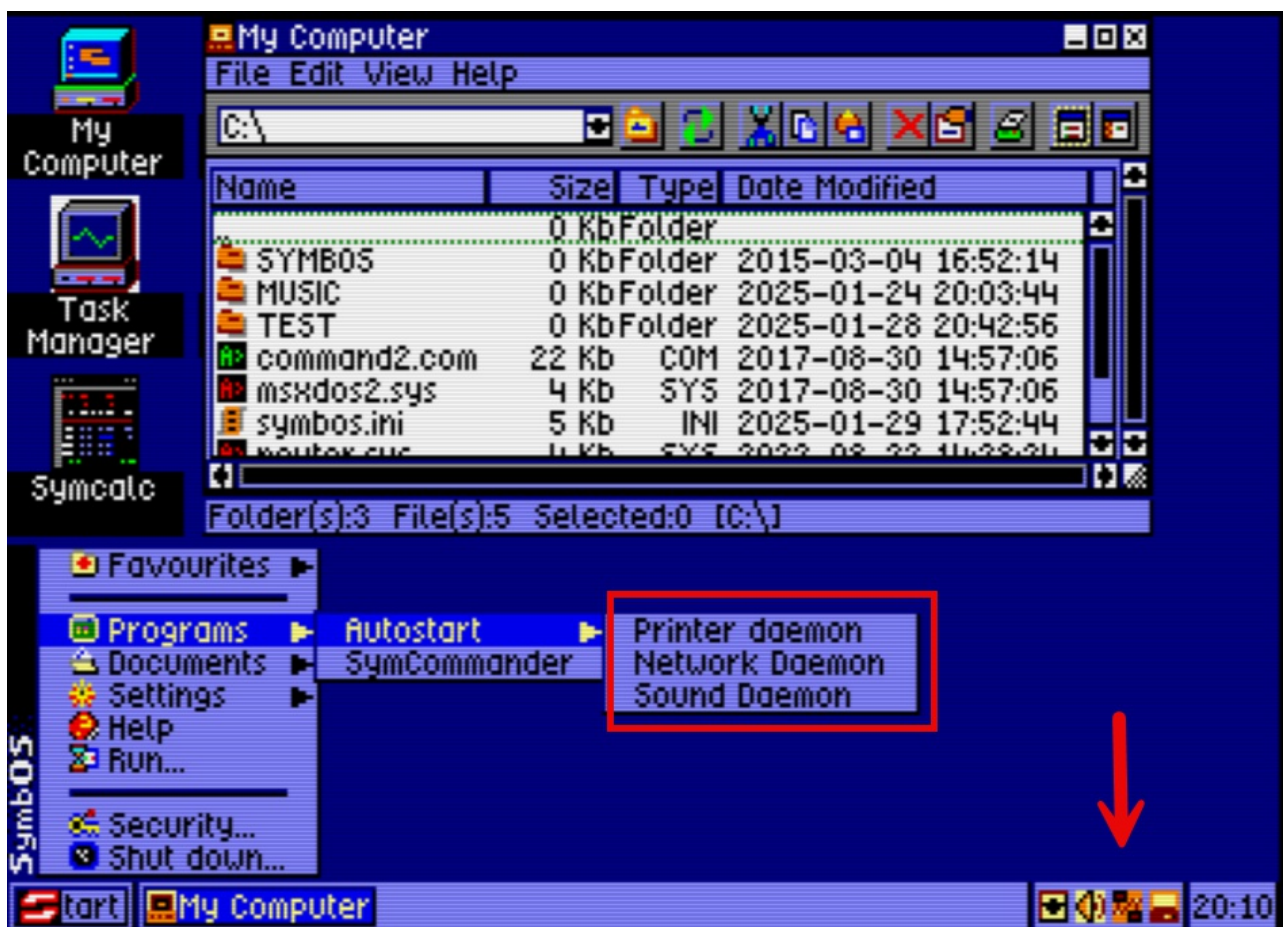 My Computer
File Edit View Help
C:\
Name Size Type Date Modified
.. 0 Kb Folder
SYMBOS 0 Kb Folder 2015-03-04 16:52:14
MUSIC 0 Kb Folder 2025-01-24 20:03:44
TEST 0 Kb Folder 2025-01-28 20:42:56
command2.com 22 Kb COM 2017-08-30 14:57:06
msxdos2.sys 4 Kb SYS 2017-08-30 14:57:06
symbos.ini 5 Kb INI 2025-01-29 17:52:44
Folder(s):3 File(s):5 Selected:0 [C:\]
My
Computer
Task
Manager
Symcalc
SymbOS
Favourites
Programs
Documents
Settings
Help
Run...
Security...
Shut down...
Autostart
SymCommander
Printer daemon
Network Daemon
Sound Daemon
Start
My Computer
20:10